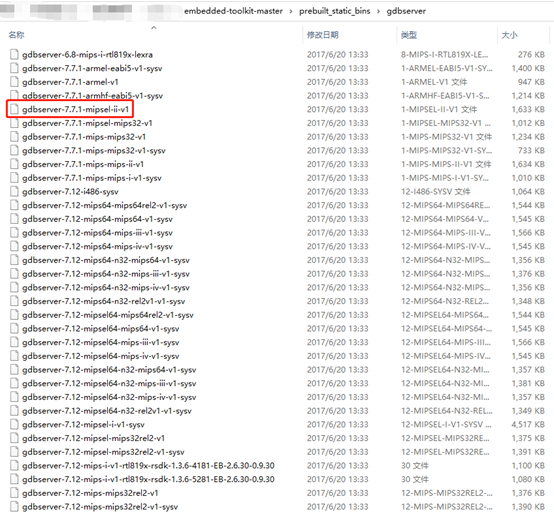 embedded-toolkit-master > prebuilt_static_bins > gdbserver
名称 修改日期 类型 大小
gdbserver-6.8-mips-i-rtl819x-lexra 2017/6/20 13:33 8-MIPS-I-RTL819X-LE... 276 KB
gdbserver-7.7.1-armel-eabi5-v1-sysv 2017/6/20 13:33 1-ARMEL-EABI5-V1-SY... 1,400 KB
gdbserver-7.7.1-armel-v1 2017/6/20 13:33 1-ARMEL-V1 文件 947 KB
gdbserver-7.7.1-armhf-eabi5-v1-sysv 2017/6/20 13:33 1-ARMHF-EABI5-V1-S... 1,214 KB
gdbserver-7.7.1-mipsel-ii-v1 2017/6/20 13:33 1-MIPSEL-II-V1 文件 1,633 KB
gdbserver-7.7.1-mipsel-mips32-v1 2017/6/20 13:33 1-MIPSEL-MIPS32-V1 ... 1,012 KB
gdbserver-7.7.1-mips-mips32-v1 2017/6/20 13:33 1-MIPS-MIPS32-V1 文件 1,234 KB
gdbserver-7.7.1-mips-mips32-v1-sysv 2017/6/20 13:33 1-MIPS-MIPS32-V1-SY... 733 KB
gdbserver-7.7.1-mips-mips-ii-v1 2017/6/20 13:33 1-MIPS-MIPS-II-V1 文件 1,634 KB
gdbserver-7.7.1-mips-mips-i-v1-sysv 2017/6/20 13:33 1-MIPS-MIPS-I-V1-SY... 1,010 KB
gdbserver-7.12-i486-sysv 2017/6/20 13:33 12-I486-SYSV 文件 1,064 KB
gdbserver-7.12-mips64-mips64rel2-v1-sysv 2017/6/20 13:33 12-MIPS64-MIPS64RE... 1,544 KB
gdbserver-7.12-mips64-mips64-v1-sysv 2017/6/20 13:33 12-MIPS64-MIPS64-V... 1,545 KB
gdbserver-7.12-mips64-mips-iii-v1-sysv 2017/6/20 13:33 12-MIPS64-MIPS-III-V... 1,566 KB
gdbserver-7.12-mips64-mips-iv-v1-sysv 2017/6/20 13:33 12-MIPS64-MIPS-IV-V... 1,545 KB
gdbserver-7.12-mips64-n32-mips64-v1-sysv 2017/6/20 13:33 12-MIPS64-N32-MIPS... 1,356 KB
gdbserver-7.12-mips64-n32-mips-iii-v1-sysv 2017/6/20 13:33 12-MIPS64-N32-MIPS... 1,376 KB
gdbserver-7.12-mips64-n32-mips-iv-v1-sysv 2017/6/20 13:33 12-MIPS64-N32-MIPS... 1,356 KB
gdbserver-7.12-mips64-n32-rel2v1-v1-sysv 2017/6/20 13:33 12-MIPS64-N32-REL2... 1,348 KB
gdbserver-7.12-mipsel64-mips64rel2-v1-sysv 2017/6/20 13:33 12-MIPSEL64-MIPS64... 1,544 KB
gdbserver-7.12-mipsel64-mips64-v1-sysv 2017/6/20 13:33 12-MIPSEL64-MIPS64-... 1,545 KB
gdbserver-7.12-mipsel64-mips-iii-v1-sysv 2017/6/20 13:33 12-MIPSEL64-MIPS-III... 1,566 KB
gdbserver-7.12-mipsel64-mips-iv-v1-sysv 2017/6/20 13:33 12-MIPSEL64-MIPS-IV... 1,545 KB
gdbserver-7.12-mipsel64-n32-mips64-v1-sysv 2017/6/20 13:33 12-MIPSEL64-N32-MI... 1,357 KB
gdbserver-7.12-mipsel64-n32-mips-iii-v1-sysv 2017/6/20 13:33 12-MIPSEL64-N32-MI... 1,381 KB
gdbserver-7.12-mipsel64-n32-mips-iv-v1-sysv 2017/6/20 13:33 12-MIPSEL64-N32-MI... 1,357 KB
gdbserver-7.12-mipsel64-n32-rel2v1-v1-sysv 2017/6/20 13:33 12-MIPSEL64-N32-REL... 1,349 KB
gdbserver-7.12-mipsel-i-v1-sysv 2017/6/20 13:33 12-MIPSEL-I-V1-SYSV ... 4,517 KB
gdbserver-7.12-mipsel-mips32rel2-v1 2017/6/20 13:33 12-MIPSEL-MIPS32RE... 1,375 KB
gdbserver-7.12-mipsel-mips32rel2-v1-sysv 2017/6/20 13:33 12-MIPSEL-MIPS32RE... 1,391 KB
gdbserver-7.12-mips-i-v1-rtl819x-rsdk-1.3.6-4181-EB-2.6.30-0.9.30 2017/6/20 13:33 30 文件 1,100 KB
gdbserver-7.12-mips-i-v1-rtl819x-rsdk-1.3.6-5281-EB-2.6.30-0.9.30 2017/6/20 13:33 30 文件 1,080 KB
gdbserver-7.12-mips-mips32rel2-v1 2017/6/20 13:33 12-MIPS-MIPS32REL2-... 1,376 KB
gdbserver-7.12-mips-mips32rel2-v1-sysv 2017/6/20 13:33 12-MIPS-MIPS32REL2-... 1,390 KB